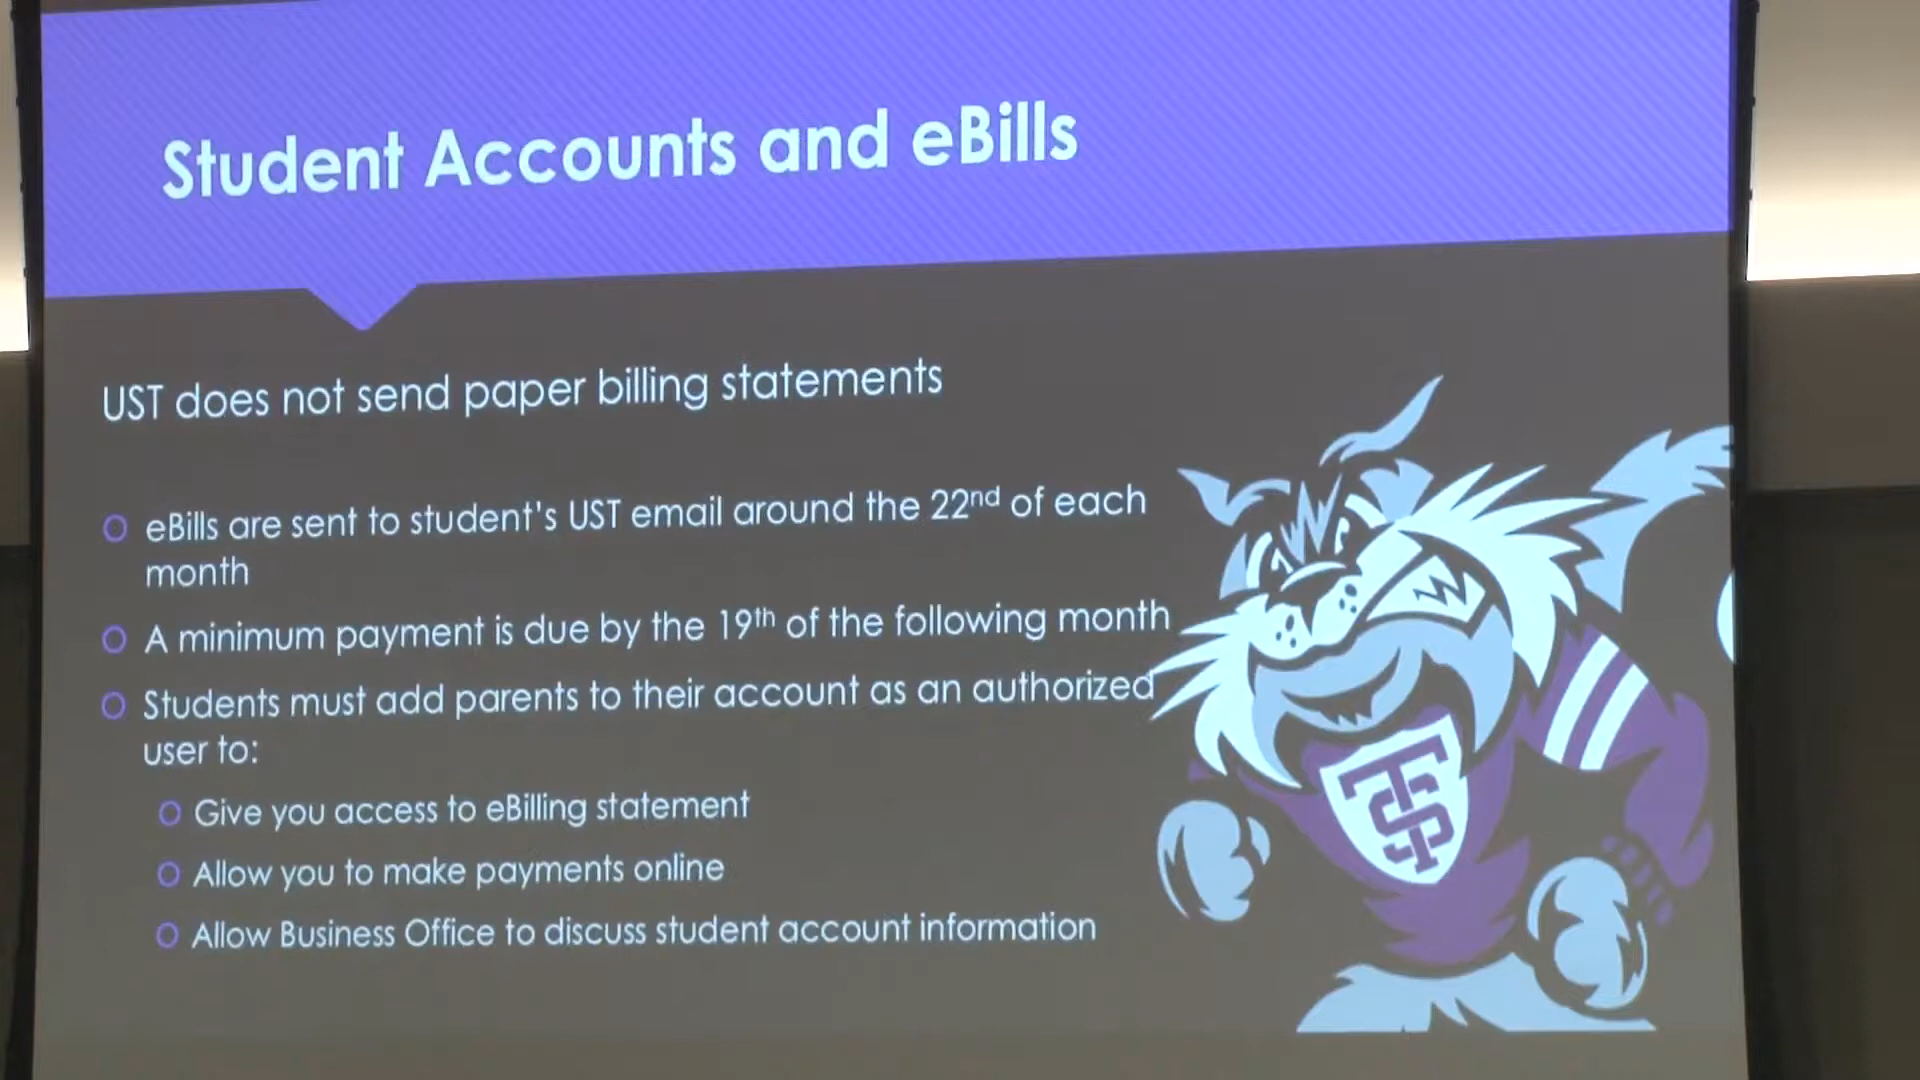 Student Accounts and eBills
UST does not send paper billing statements
eBills are sent to student's UST email around the 22nd of each
month
A minimum payment is due by the 19th of the following month
Students must add parents to their account as an authorized
user to:
Give you access to eBilling statement
Allow you to make payments online
Allow Business Office to discuss student account information